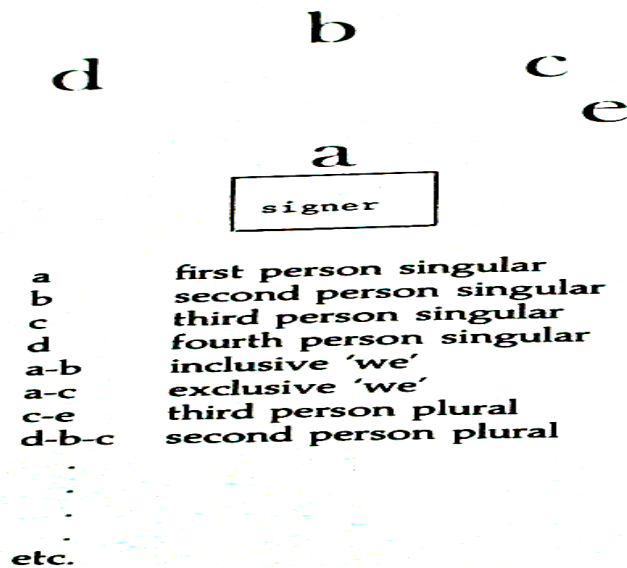 b
d c
e
a
signer
a first person singular
b second person singular
c third person singular
d fourth person singular
a-b inclusive ‘we’
a-c exclusive ‘we’
c-e third person plural
d-b-c second person plural
.
.
.
.
etc.